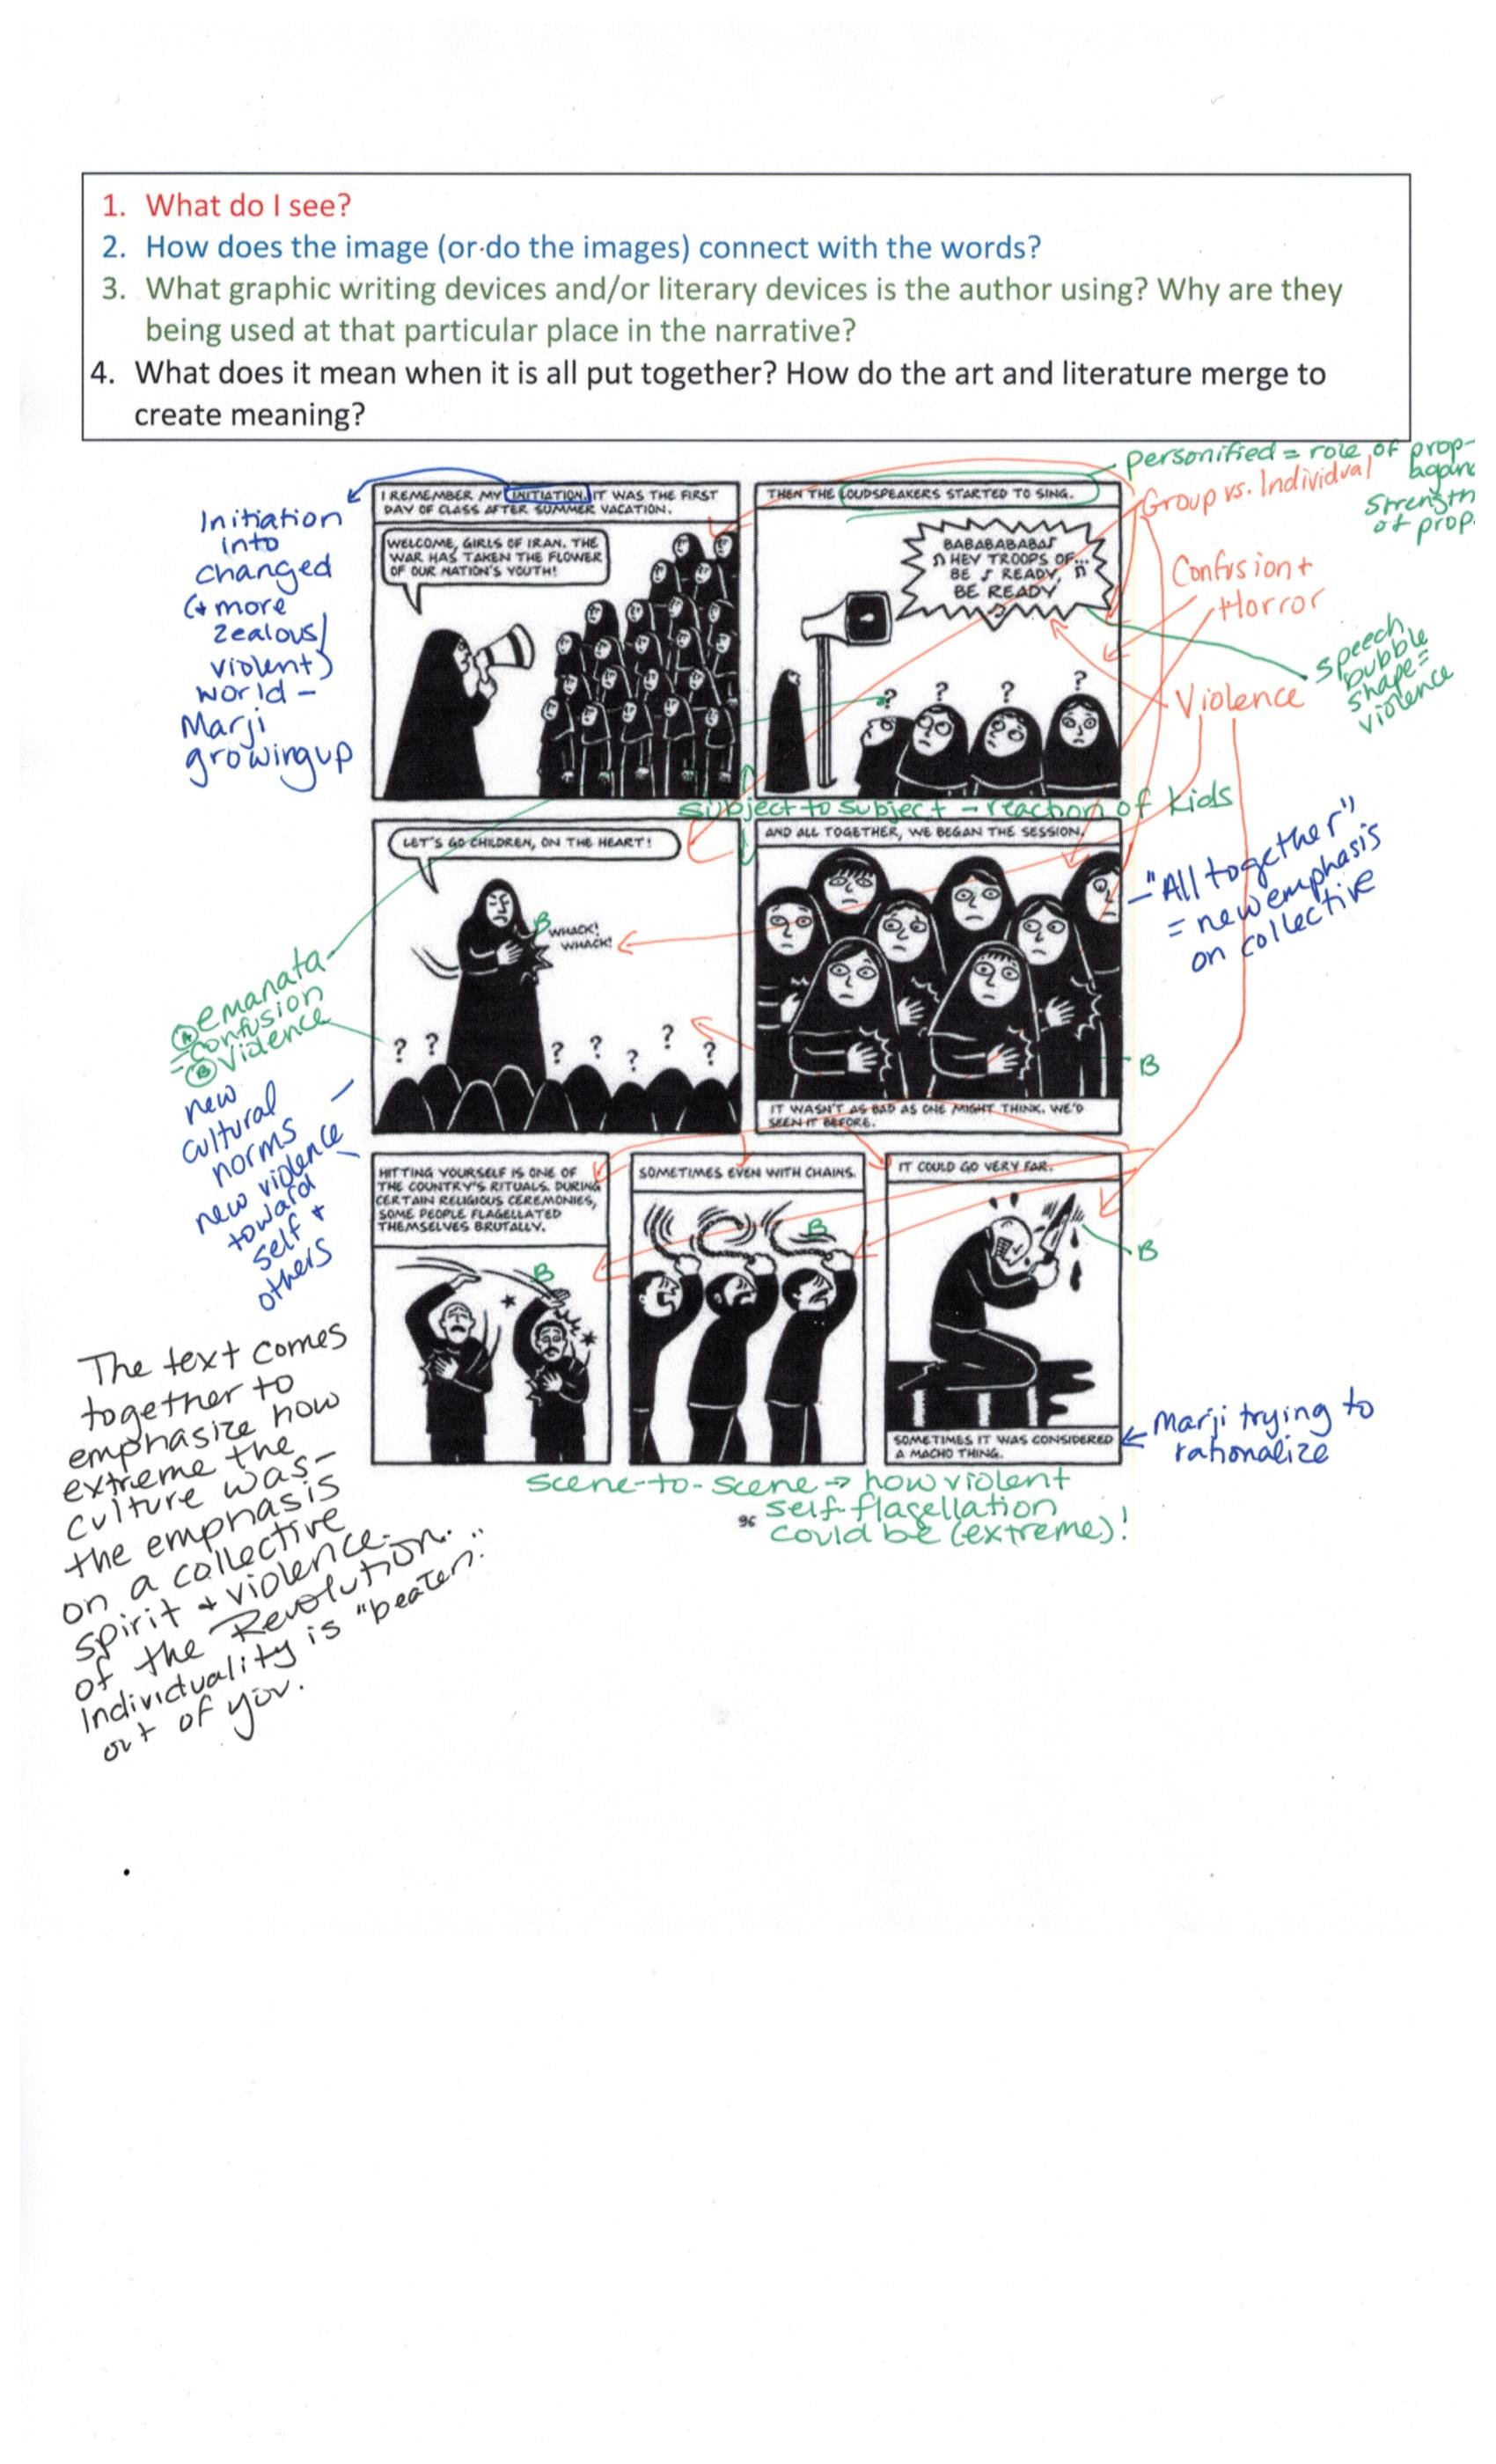 1. What do I see?
2. How does the image (or do the images) connect with the words?
3. What graphic writing devices and/or literary devices is the author using? Why are they
being used at that particular place in the narrative?
4. What does it mean when it is all put together? How do the art and literature merge to
create meaning?
personified = role of prop-
agan
Strength
of prop.
Group vs. Individual
Confusion +
Horror
Violence
speech
bubble
shape =
violence
Initiation
into
changed
(+ more
zealous/
violent)
world –
Marji
growing up
I REMEMBER MY INITIATION. IT WAS THE FIRST
DAY OF CLASS AFTER SUMMER VACATION.
WELCOME, GIRLS OF IRAN. THE
WAR HAS TAKEN THE FLOWER
OF OUR NATION'S YOUTH!
THEN THE LOUDSPEAKERS STARTED TO SING.
BABABABABAS
HEY TROOPS OF...
BE READY,
BE READY
?
?
?
?
subject to subject – reaction of kids
LET'S GO CHILDREN, ON THE HEART!
B
WHACK!
WHACK!
? ? ? ? ? ? ?
AND ALL TOGETHER, WE BEGAN THE SESSION.
IT WASN'T AS BAD AS ONE MIGHT THINK. WE'D
SEEN IT BEFORE.
B
– "All together"
= new emphasis
on collective
emanata
A – confusion
– B Violence
new
cultural
norms
new violence
toward
self +
others
HITTING YOURSELF IS ONE OF
THE COUNTRY'S RITUALS. DURING
CERTAIN RELIGIOUS CEREMONIES,
SOME PEOPLE FLAGELLATED
THEMSELVES BRUTALLY.
B
SOMETIMES EVEN WITH CHAINS.
B
IT COULD GO VERY FAR.
B
SOMETIMES IT WAS CONSIDERED
A MACHO THING.
Marji trying to
rationalize
scene-to-scene → how violent
self-flagellation
could be (extreme)!
96
The text comes
together to
emphasize how
extreme the
culture was –
the emphasis
on a collective
spirit + violence
of the Revolution.
Individuality is "beaten"
out of you.